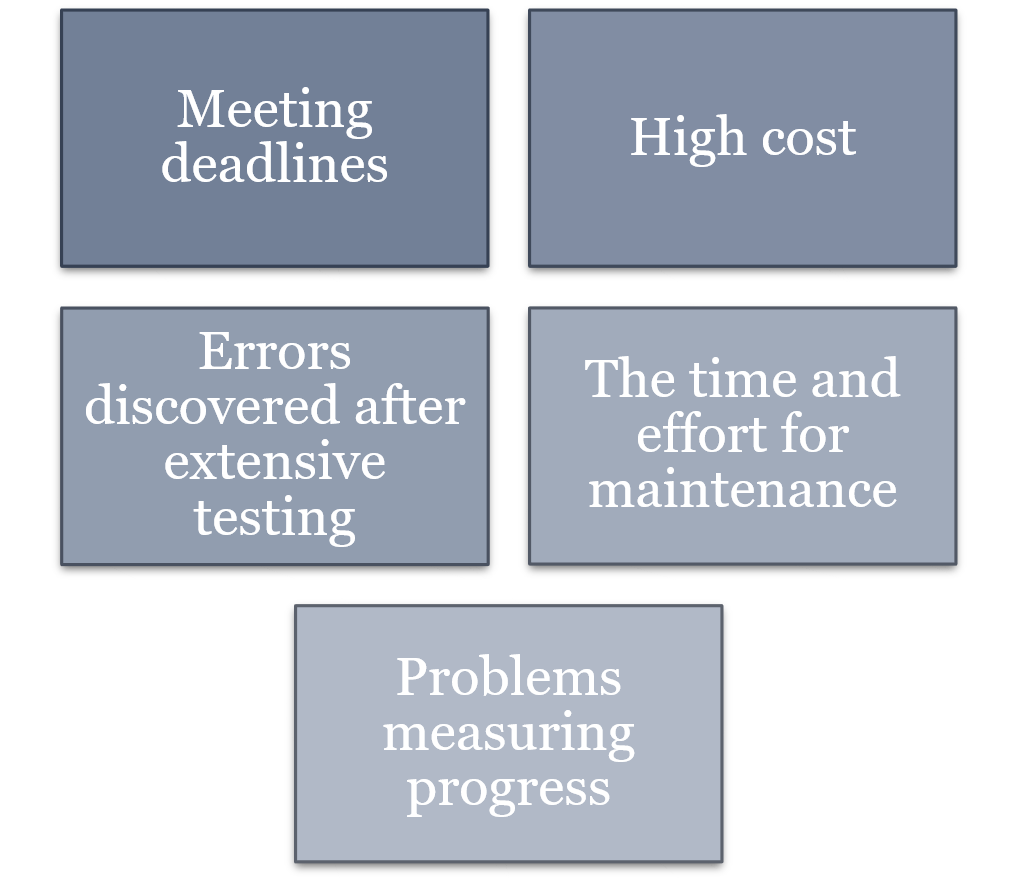 Meeting
deadlines
High cost
Errors
discovered after
extensive
testing
The time and
effort for
maintenance
Problems
measuring
progress